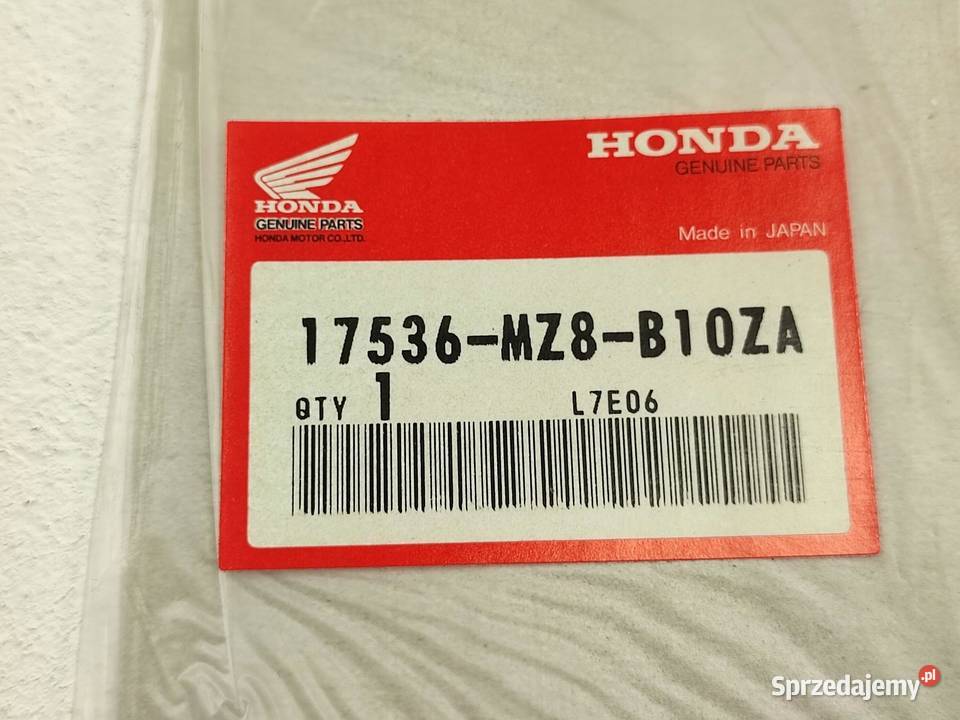 HONDA
GENUINE PARTS
HONDA
GENUINE PARTS
HONDA MOTOR CO.,LTD.
Made in JAPAN
17536-MZ8-B10ZA
QTY 1 L7E06
Sprzedajemy.pl